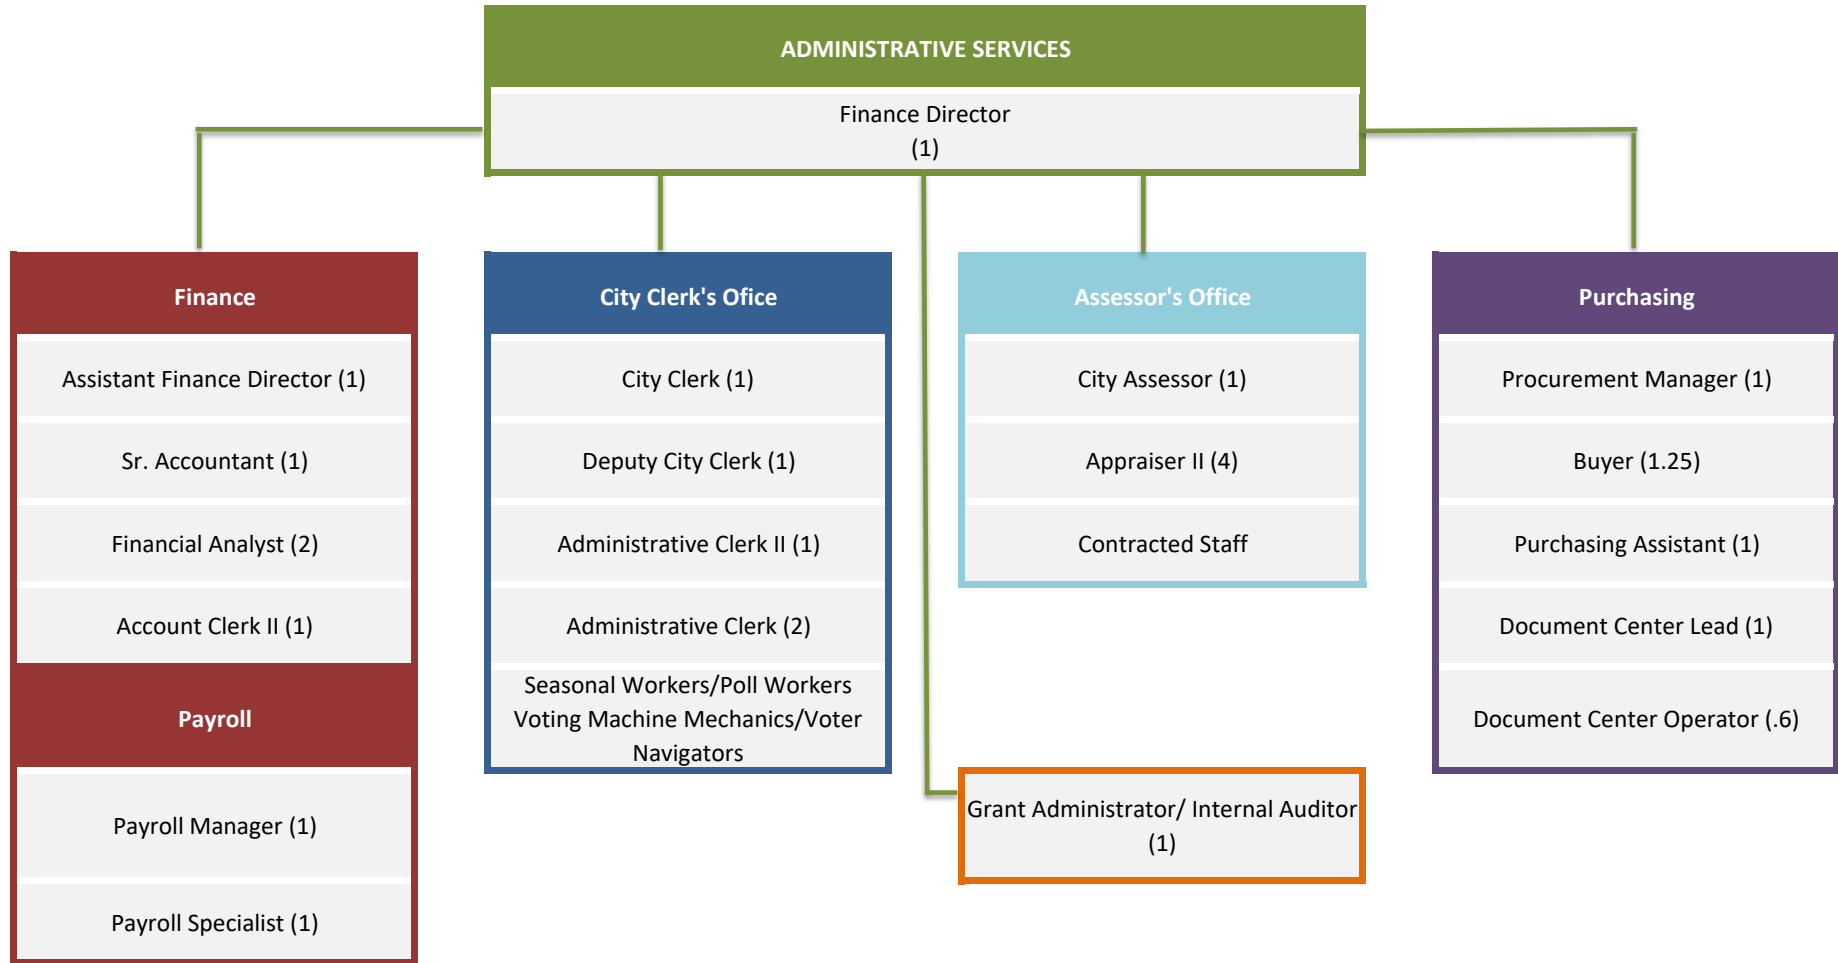 ADMINISTRATIVE SERVICES
Finance Director
(1)
Finance
Assistant Finance Director (1)
Sr. Accountant (1)
Financial Analyst (2)
Account Clerk II (1)
Payroll
Payroll Manager (1)
Payroll Specialist (1)
City Clerk's Ofice
City Clerk (1)
Deputy City Clerk (1)
Administrative Clerk II (1)
Administrative Clerk (2)
Seasonal Workers/Poll Workers
Voting Machine Mechanics/Voter
Navigators
Assessor's Office
City Assessor (1)
Appraiser II (4)
Contracted Staff
Grant Administrator/ Internal Auditor
(1)
Purchasing
Procurement Manager (1)
Buyer (1.25)
Purchasing Assistant (1)
Document Center Lead (1)
Document Center Operator (.6)